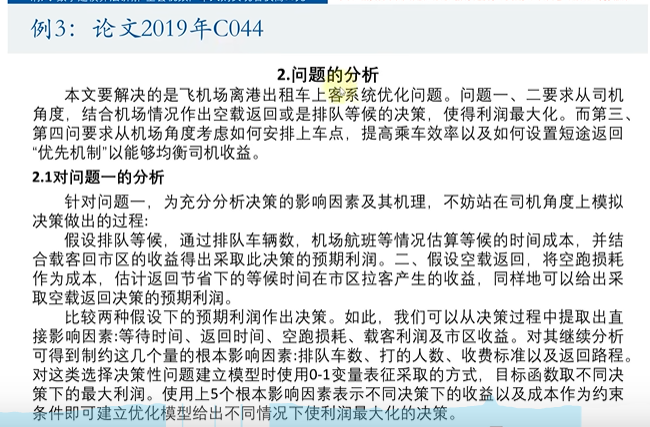 例3：论文2019年C044
2.问题的分析
本文要解决的是飞机场离港出租车上客系统优化问题。问题一、二要求从司机
角度，结合机场情况作出空载返回或是排队等候的决策，使得利润最大化。而第三、
第四问要求从机场角度考虑如何安排上车点，提高乘车效率以及如何设置短途返回
“优先机制”以能够均衡司机收益。
2.1对问题一的分析
针对问题一，为充分分析决策的影响因素及其机理，不妨站在司机角度上模拟
决策做出的过程:
假设排队等候，通过排队车辆数，机场航班等情况估算等候的时间成本，并结
合载客回市区的收益得出采取此决策的预期利润。二、假设空载返回，将空跑损耗
作为成本，估计返回节省下的等候时间在市区拉客产生的收益，同样地可以给出采
取空载返回决策的预期利润。
比较两种假设下的预期利润作出决策。如此，我们可以从决策过程中提取出直
接影响因素:等待时间、返回时间、空跑损耗、载客利润及市区收益。对其继续分析
可得到制约这几个量的根本影响因素:排队车数、打的人数、收费标准以及返回路程。
对这类选择决策性问题建立模型时使用0-1变量表征采取的方式，目标函数取不同决
策下的最大利润。使用上5个根本影响因素表示不同决策下的收益以及成本作为约束
条件即可建立优化模型给出不同情况下使利润最大化的决策。